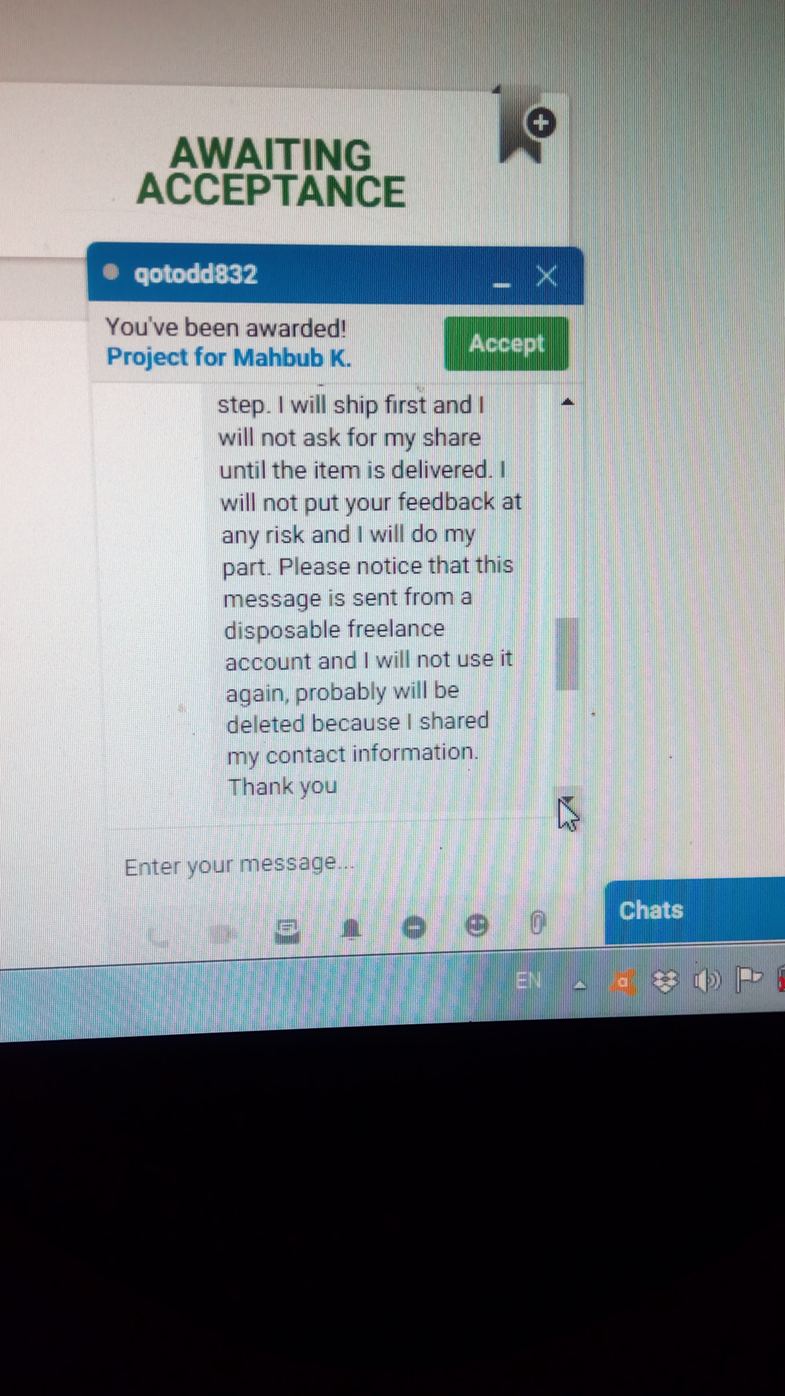 AWAITING
ACCEPTANCE
qotodd832
You've been awarded!
Project for Mahbub K.
Accept
step. I will ship first and I
will not ask for my share
until the item is delivered. I
will not put your feedback at
any risk and I will do my
part. Please notice that this
message is sent from a
disposable freelance
account and I will not use it
again, probably will be
deleted because I shared
my contact information.
Thank you
Enter your message...
Chats
EN